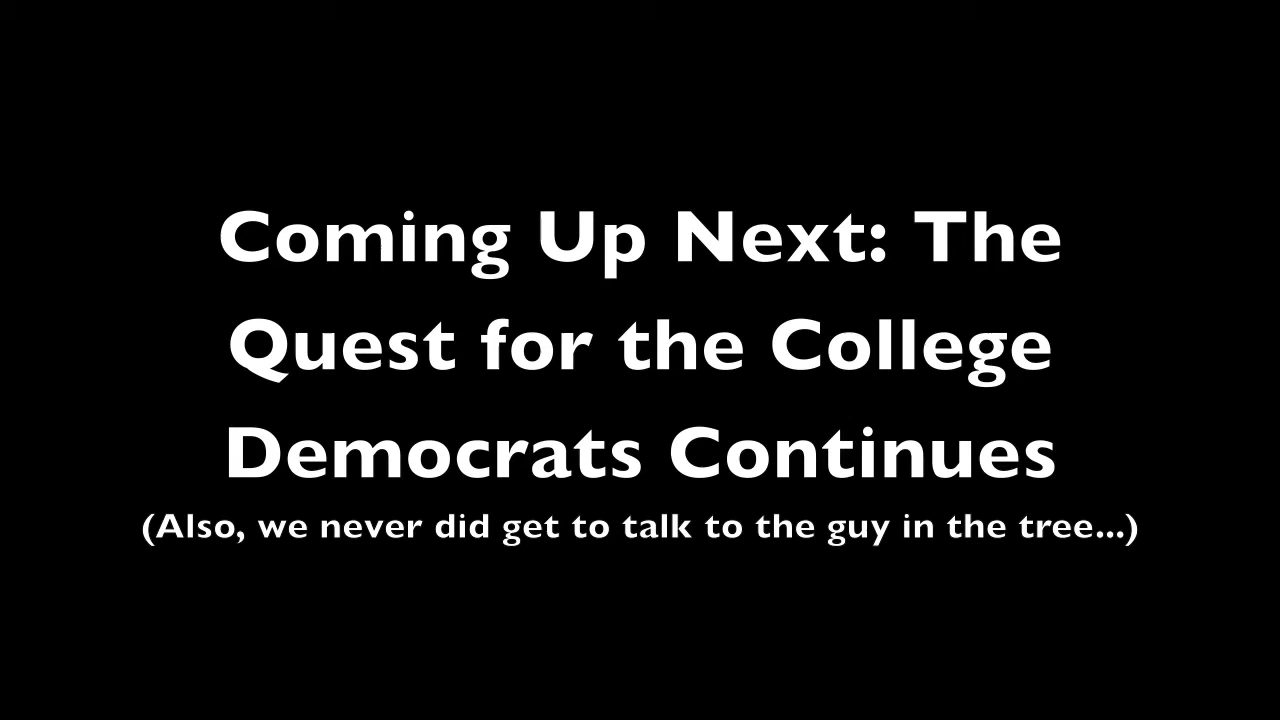 Coming Up Next: The
Quest for the College
Democrats Continues
(Also, we never did get to talk to the guy in the tree...)